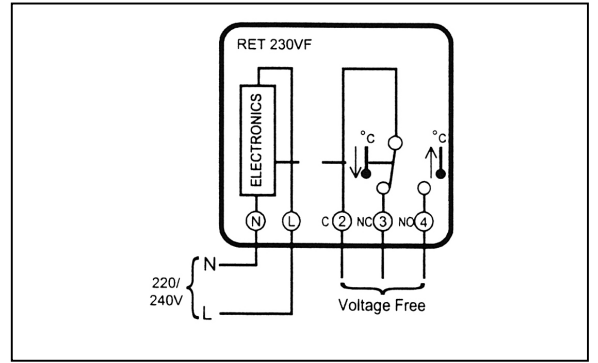 RET 230VF
ELECTRONICS
°C
°C
N L C 2 NC 3 NO 4
N
220/
240V
L
Voltage Free